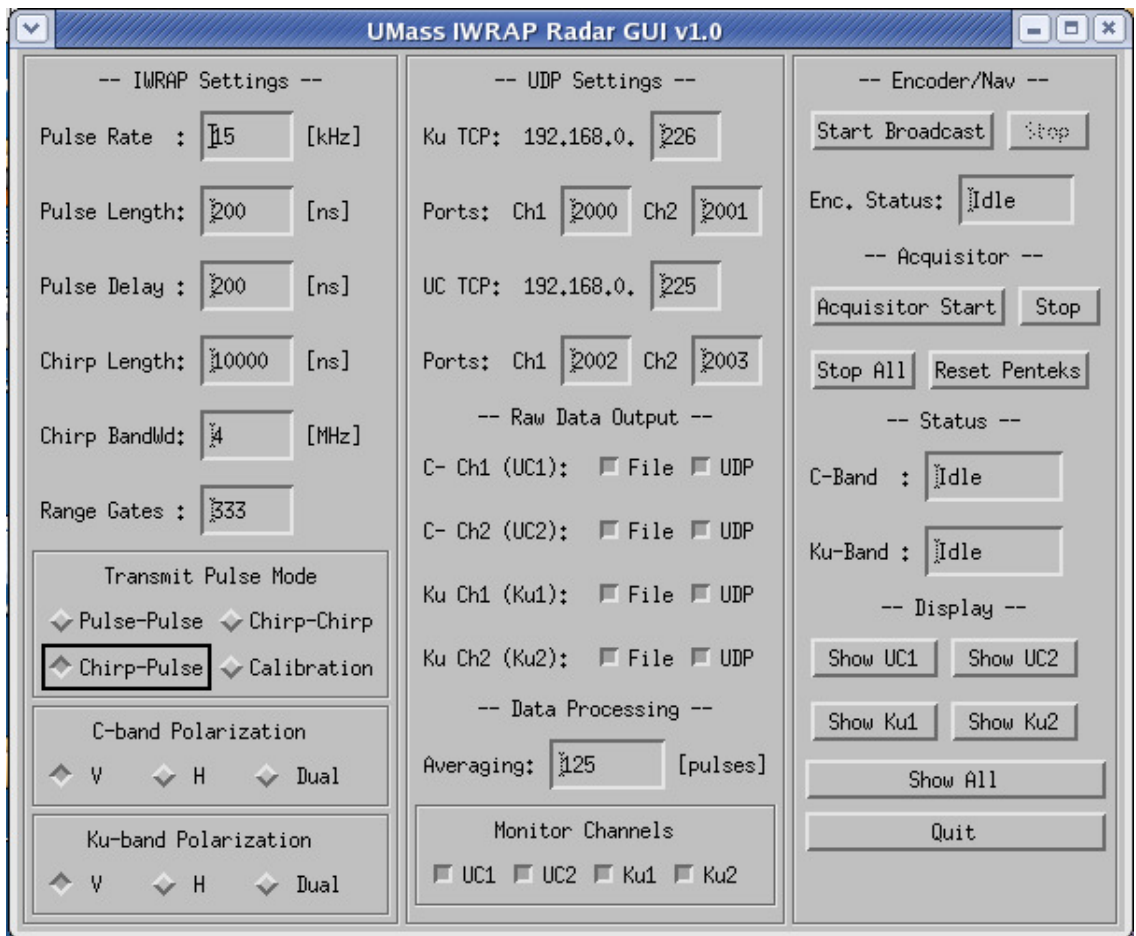 UMass IWRAP Radar GUI v1.0
-- IWRAP Settings --
Pulse Rate : 15 [kHz]
Pulse Length: 200 [ns]
Pulse Delay : 200 [ns]
Chirp Length: 10000 [ns]
Chirp BandWd: 4 [MHz]
Range Gates : 333
Transmit Pulse Mode
Pulse-Pulse Chirp-Chirp
Chirp-Pulse Calibration
C-band Polarization
V H Dual
Ku-band Polarization
V H Dual
-- UDP Settings --
Ku TCP: 192.168.0. 226
Ports: Ch1 2000 Ch2 2001
UC TCP: 192.168.0. 225
Ports: Ch1 2002 Ch2 2003
-- Raw Data Output --
C- Ch1 (UC1): File UDP
C- Ch2 (UC2): File UDP
Ku Ch1 (Ku1): File UDP
Ku Ch2 (Ku2): File UDP
-- Data Processing --
Averaging: 125 [pulses]
Monitor Channels
UC1 UC2 Ku1 Ku2
-- Encoder/Nav --
Start Broadcast Stop
Enc. Status: Idle
-- Acquisitor --
Acquisitor Start Stop
Stop All Reset Penteks
-- Status --
C-Band : Idle
Ku-Band : Idle
-- Display --
Show UC1 Show UC2
Show Ku1 Show Ku2
Show All
Quit